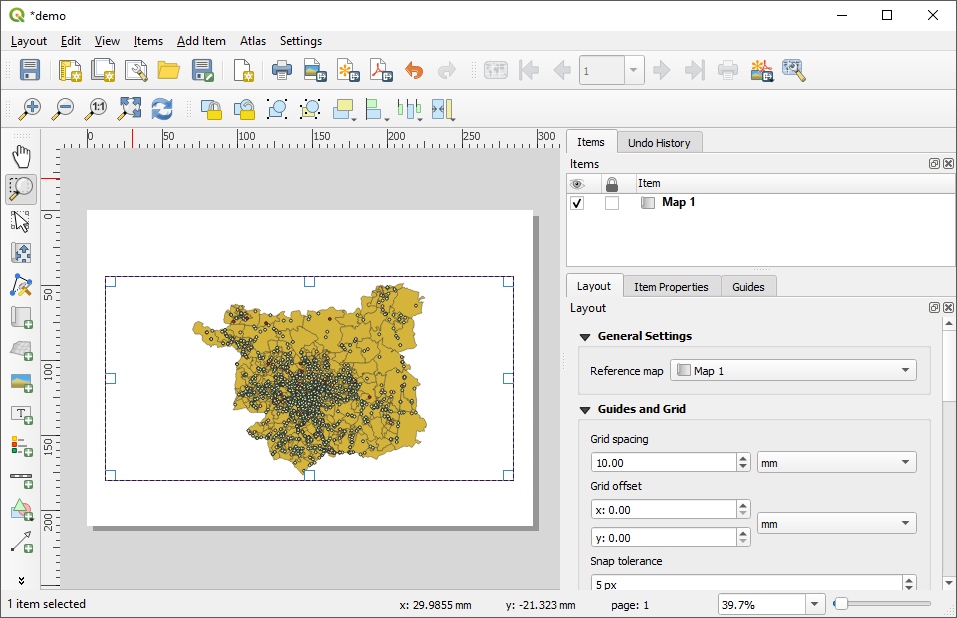 *demo
Layout Edit View Items Add Item Atlas Settings
1
1:1
0 50 100 150 200 250 300
Items Undo History
Items
Item
Map 1
0
50
100
150
200
Layout Item Properties Guides
Layout
General Settings
Reference map Map 1
Guides and Grid
Grid spacing
10.00 mm
Grid offset
x: 0.00
mm
y: 0.00
Snap tolerance
5 px
T
1 item selected x: 29.9855 mm y: -21.323 mm page: 1 39.7%